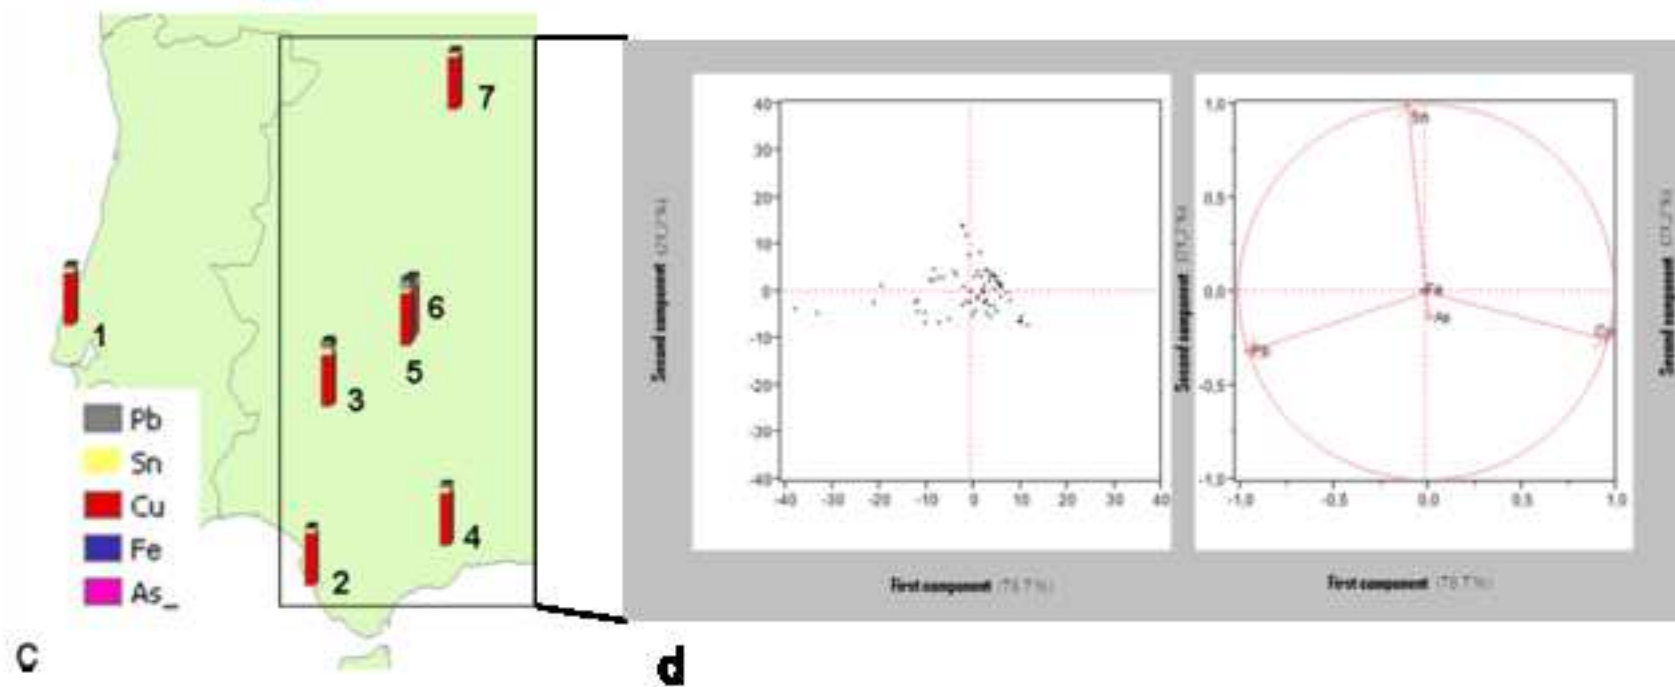 7
6
1
5
3
4
2
Pb
Sn
Cu
Fe
As_
c
40
30
20
10
0
-10
-20
-30
-40
-40 -30 -20 -10 0 10 20 30 40
Second component
First component
1.0
0.5
0.0
-0.5
-1.0
-1.0 -0.5 0.0 0.5 1.0
Sn
Fe
As
Pb
Cu
Second component
First component
Second component
d